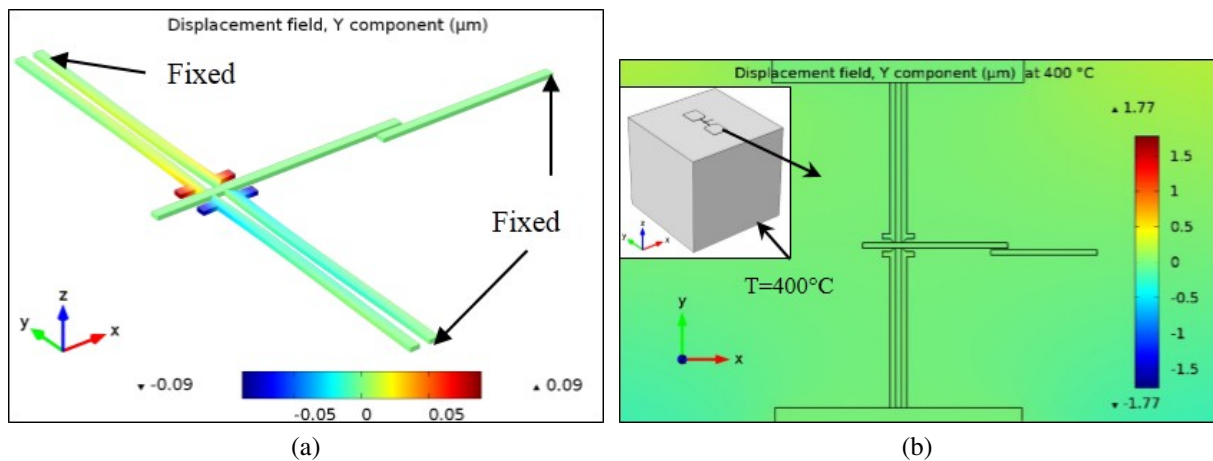 Displacement field, Y component (µm)
Fixed
Fixed
z
y
x
▼ -0.09
▲ 0.09
-0.05
0
0.05
(a)
Displacement field, Y component (µm) at 400 °C
▲ 1.77
1.5
1
0.5
0
-0.5
-1
-1.5
▼ -1.77
z
y
x
T=400°C
y
x
(b)